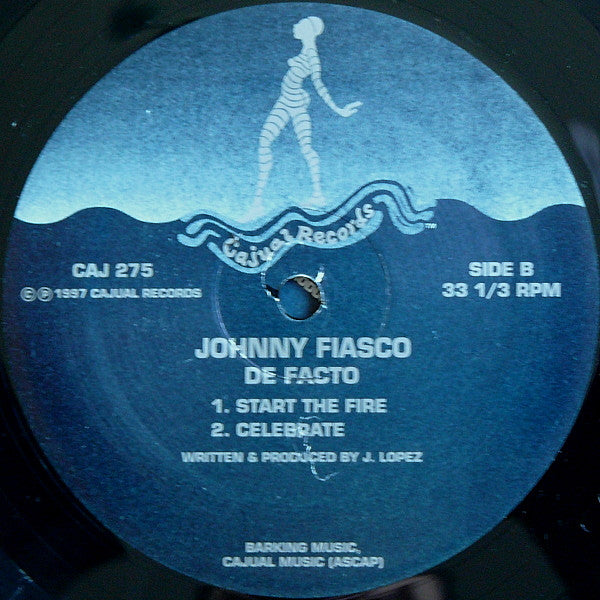 Cajual Records
TM
CAJ 275
SIDE B
© ℗ 1997 CAJUAL RECORDS
33 1/3 RPM
JOHNNY FIASCO
DE FACTO
1. START THE FIRE
2. CELEBRATE
WRITTEN & PRODUCED BY J. LOPEZ
BARKING MUSIC,
CAJUAL MUSIC (ASCAP)